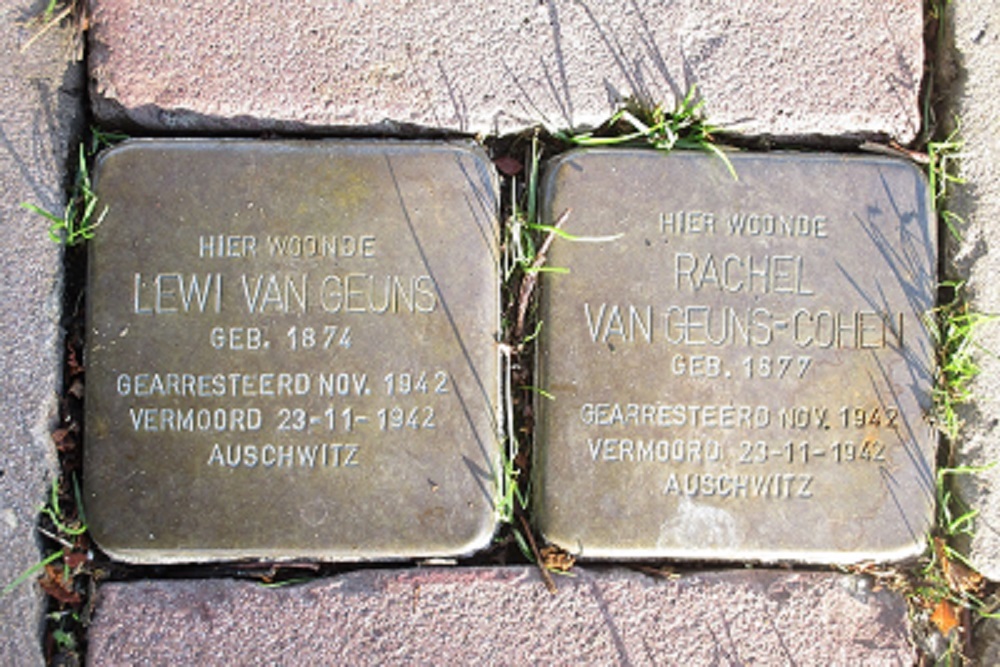 HIER WOONDE
LEWI VAN GEUNS
GEB. 1874
GEARRESTEERD NOV. 1942
VERMOORD 23-11-1942
AUSCHWITZ
HIER WOONDE
RACHEL
VAN GEUNS-COHEN
GEB. 1877
GEARRESTEERD NOV. 1942
VERMOORD 23-11-1942
AUSCHWITZ